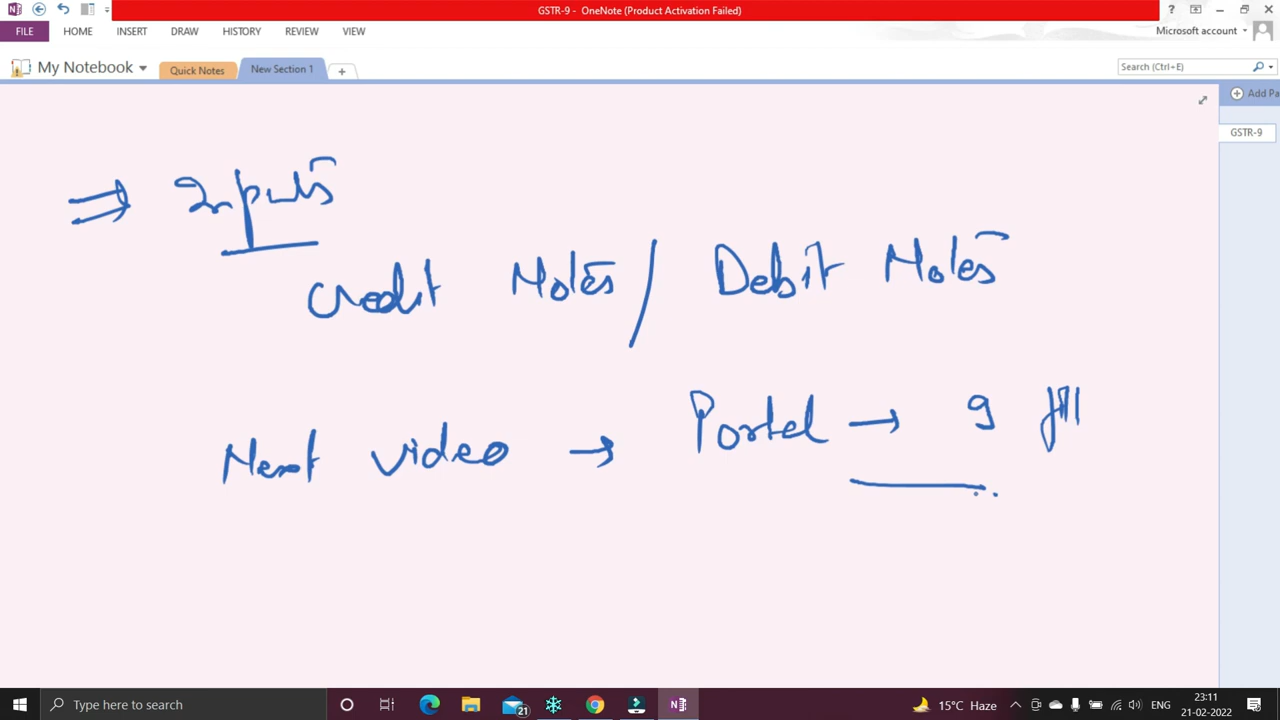 GSTR-9 - OneNote (Product Activation Failed)
FILE HOME INSERT DRAW HISTORY REVIEW VIEW
Microsoft account
My Notebook
Quick Notes
New Section 1
Search (Ctrl+E)
Add Pa
GSTR-9
⇒ Inputs
Credit Notes / Debit Notes
Next video → Portal → 9 fill
Type here to search
21
15°C Haze
ENG
23:11
21-02-2022